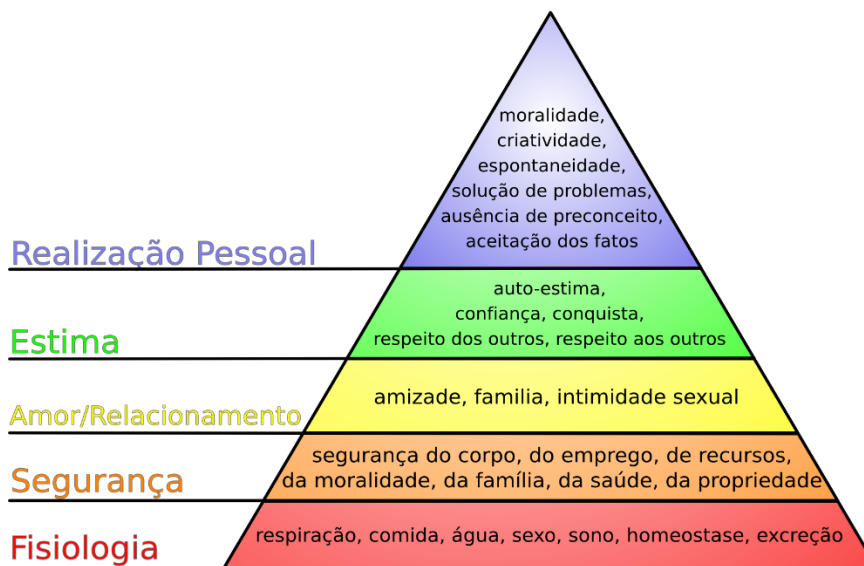 moralidade,
criatividade,
espontaneidade,
solução de problemas,
ausência de preconceito,
aceitação dos fatos
Realização Pessoal
auto-estima,
confiança, conquista,
respeito dos outros, respeito aos outros
Estima
amizade, familia, intimidade sexual
Amor/Relacionamento
segurança do corpo, do emprego, de recursos,
da moralidade, da família, da saúde, da propriedade
Segurança
respiração, comida, água, sexo, sono, homeostase, excreção
Fisiologia